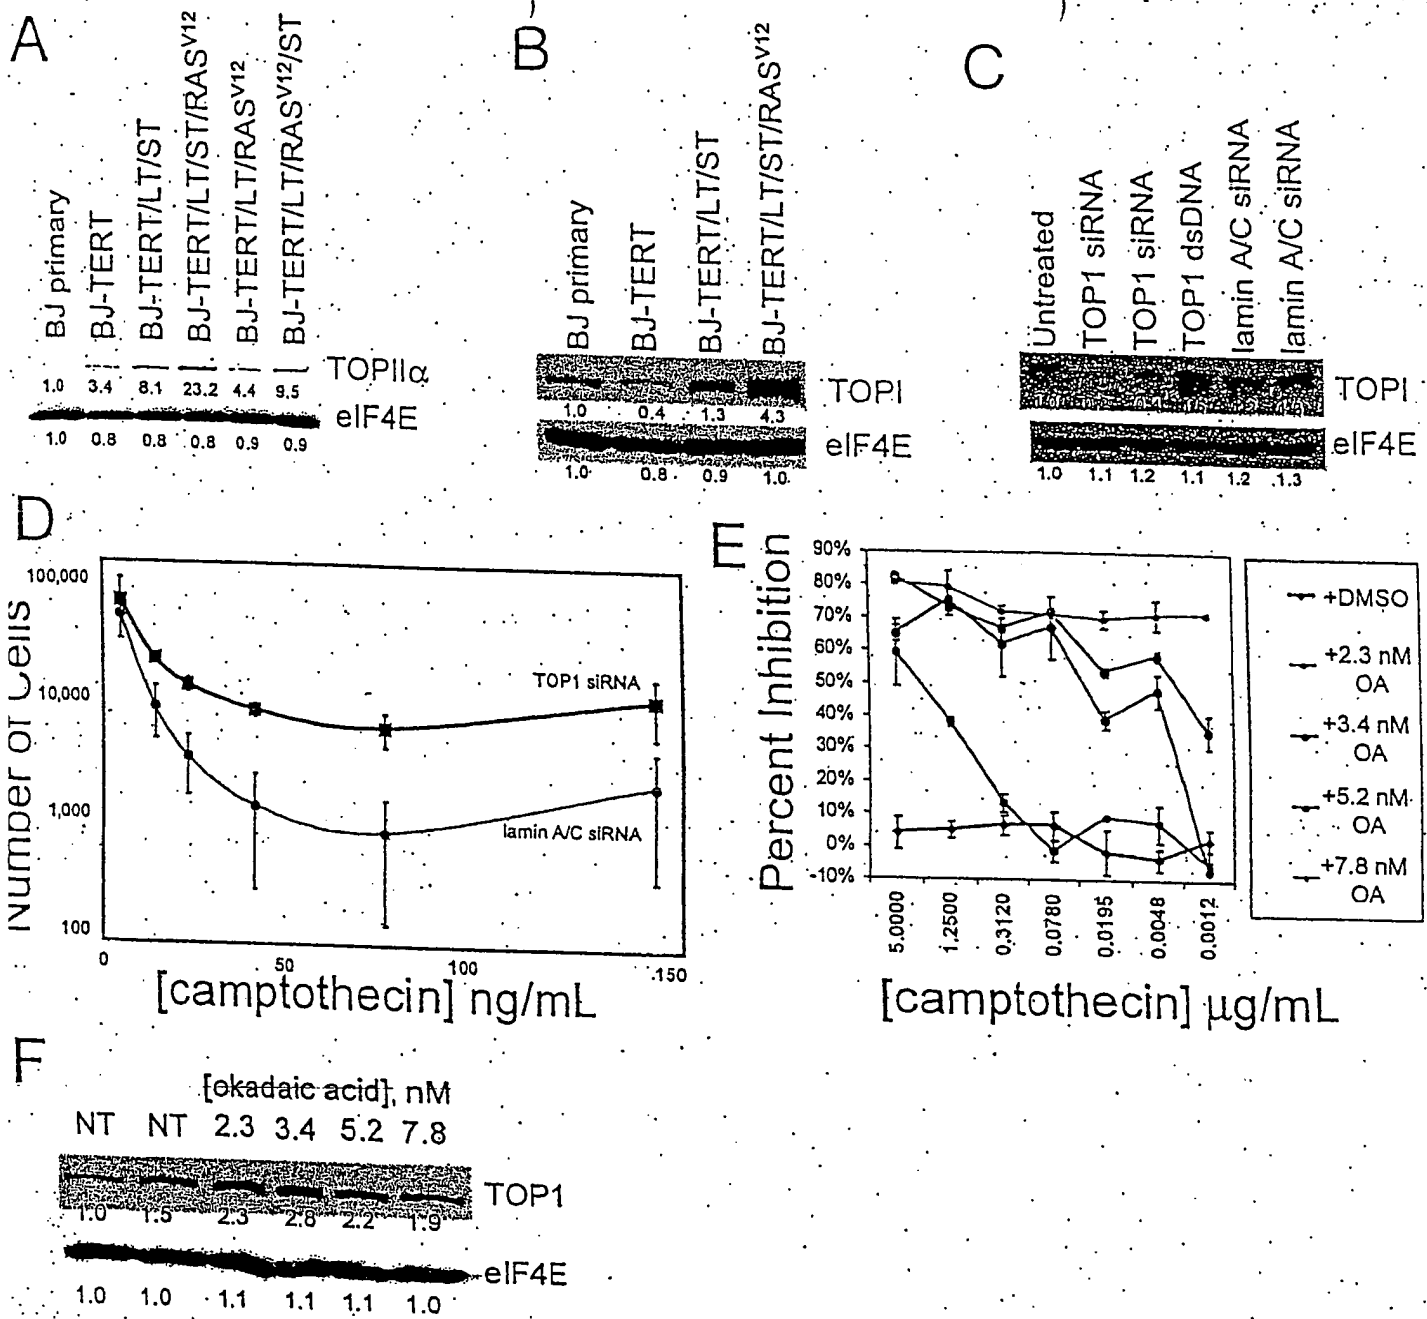 A
BJ primary
BJ-TERT
BJ-TERT/LT/ST
BJ-TERT/LT/ST/RASV12
BJ-TERT/LT/RASV12
BJ-TERT/LT/RASV12/ST
TOPIIα
1.0 3.4 8.1 23.2 4.4 9.5
eIF4E
1.0 0.8 0.8 0.8 0.9 0.9
B
BJ primary
BJ-TERT
BJ-TERT/LT/ST
BJ-TERT/LT/ST/RASV12
TOPI
1.0 0.4 1.3 4.3
eIF4E
1.0 0.8 0.9 1.0
C
Untreated
TOP1 siRNA
TOP1 siRNA
TOP1 dsDNA
lamin A/C siRNA
lamin A/C siRNA
TOPI
eIF4E
1.0 1.1 1.2 1.1 1.2 1.3
D
Number of Cells
100,000
10,000
1,000
100
TOP1 siRNA
lamin A/C siRNA
0 50 100 150
[camptothecin] ng/mL
E
Percent Inhibition
90%
80%
70%
60%
50%
40%
30%
20%
10%
0%
-10%
5.0000
1.2500
0.3120
0.0780
0.0195
0.0048
0.0012
[camptothecin] μg/mL
+DMSO
+2.3 nM
OA
+3.4 nM
OA
+5.2 nM
OA
+7.8 nM
OA
F
[okadaic acid], nM
NT NT 2.3 3.4 5.2 7.8
TOP1
1.0 1.5 2.3 2.8 2.2 1.9
eIF4E
1.0 1.0 1.1 1.1 1.1 1.0